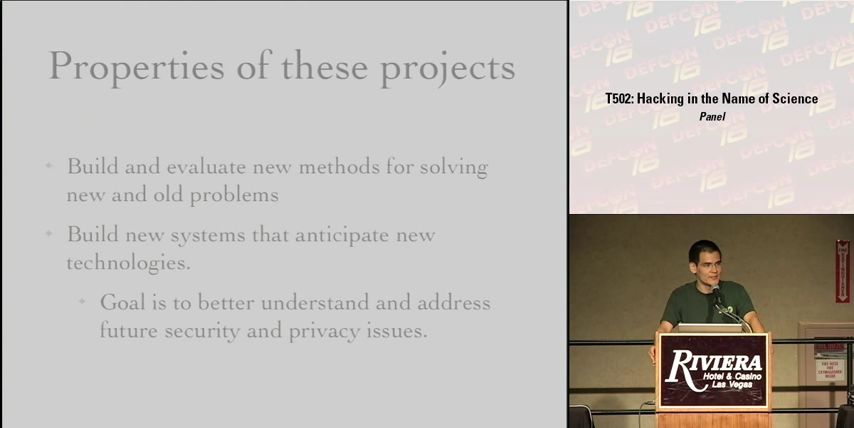 Properties of these projects
Build and evaluate new methods for solving
new and old problems
Build new systems that anticipate new
technologies.
Goal is to better understand and address
future security and privacy issues.
DEFCON
16
T502: Hacking in the Name of Science
Panel
RIVIERA
Hotel & Casino
Las Vegas